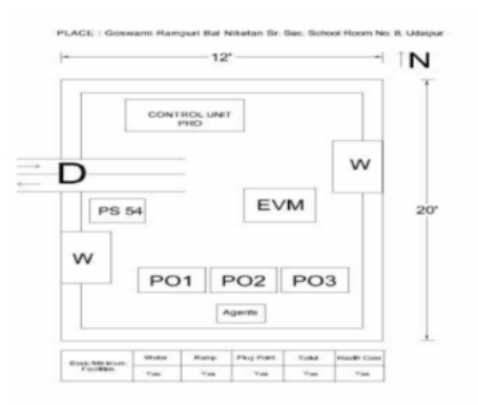 PLACE : Goswami Rampuri Bal Niketan Sr. Sec. School Room No. 8, Udaipur
12'
N
CONTROL UNIT
PRO
W
D
EVM
PS 54
20'
W
PO1 PO2 PO3
Agents
Basic Minimum Facilities Water Ramp Plug Point Toilet Health Care
Yes Yes Yes Yes Yes